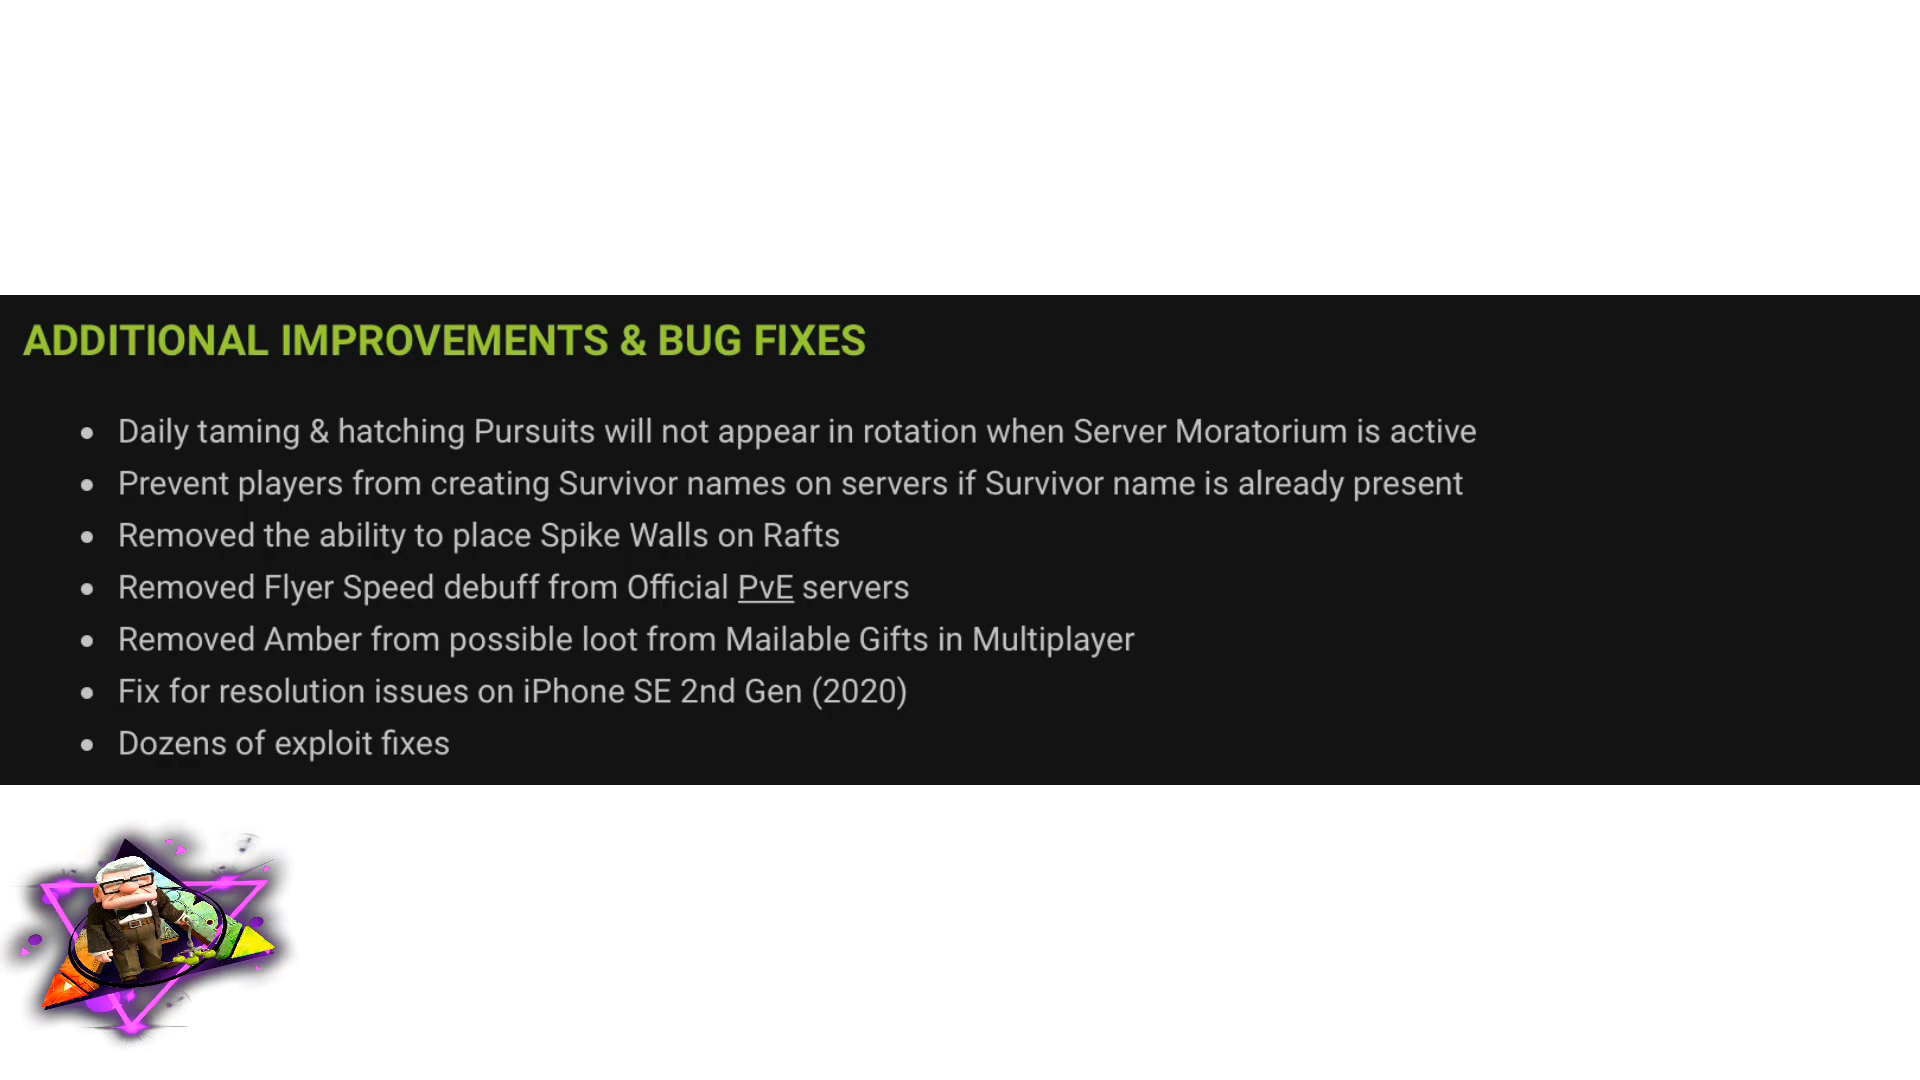 ADDITIONAL IMPROVEMENTS & BUG FIXES
• Daily taming & hatching Pursuits will not appear in rotation when Server Moratorium is active
• Prevent players from creating Survivor names on servers if Survivor name is already present
• Removed the ability to place Spike Walls on Rafts
• Removed Flyer Speed debuff from Official PvE servers
• Removed Amber from possible loot from Mailable Gifts in Multiplayer
• Fix for resolution issues on iPhone SE 2nd Gen (2020)
• Dozens of exploit fixes